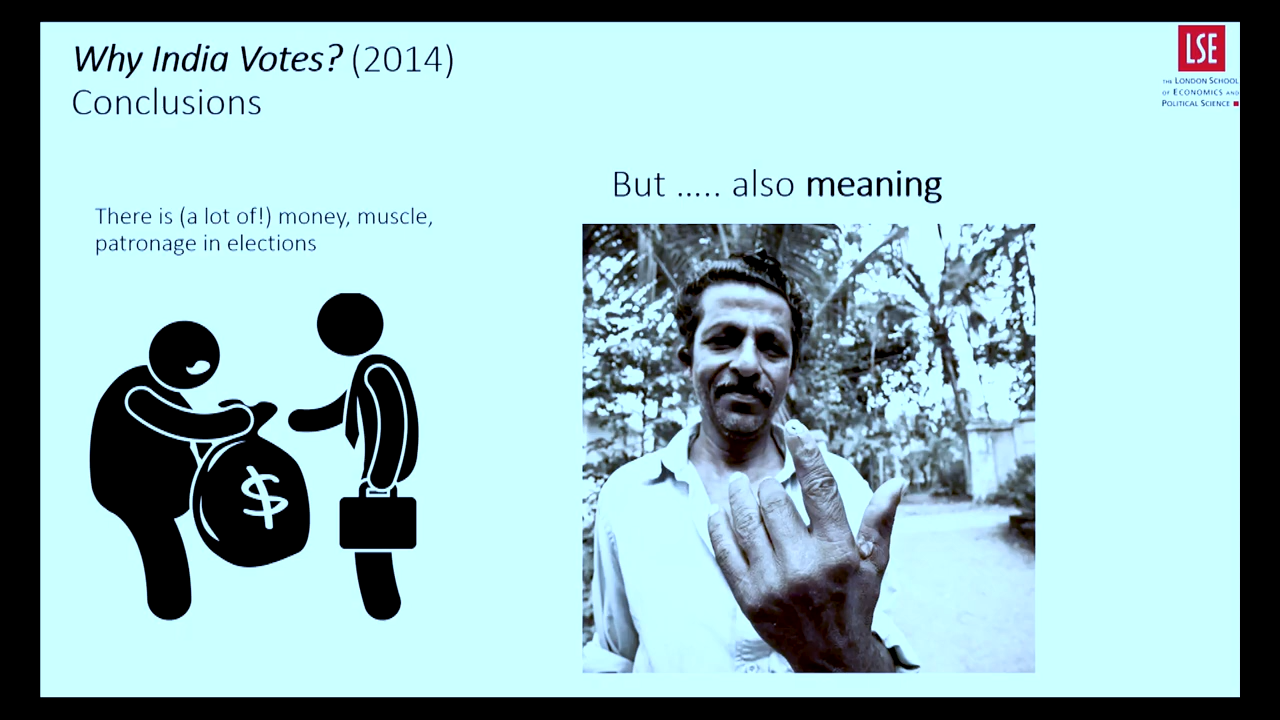 Why India Votes? (2014)
Conclusions
LSE
THE LONDON SCHOOL
OF ECONOMICS AND
POLITICAL SCIENCE
But ..... also meaning
There is (a lot of!) money, muscle,
patronage in elections
$